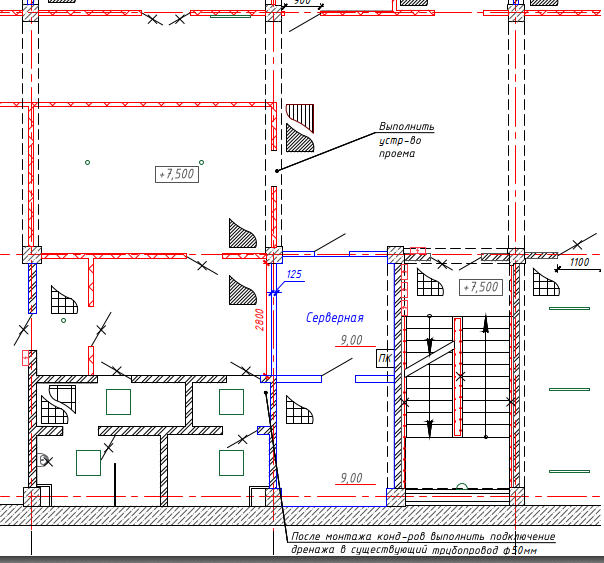 900
Выполнить
устр-во
проема
+7,500
1100
125
+7,500
2800
Серверная
9,00
ПК
9,00
После монтажа конд-ров выполнить подключение
дренажа в существующий трубопровод ф50мм